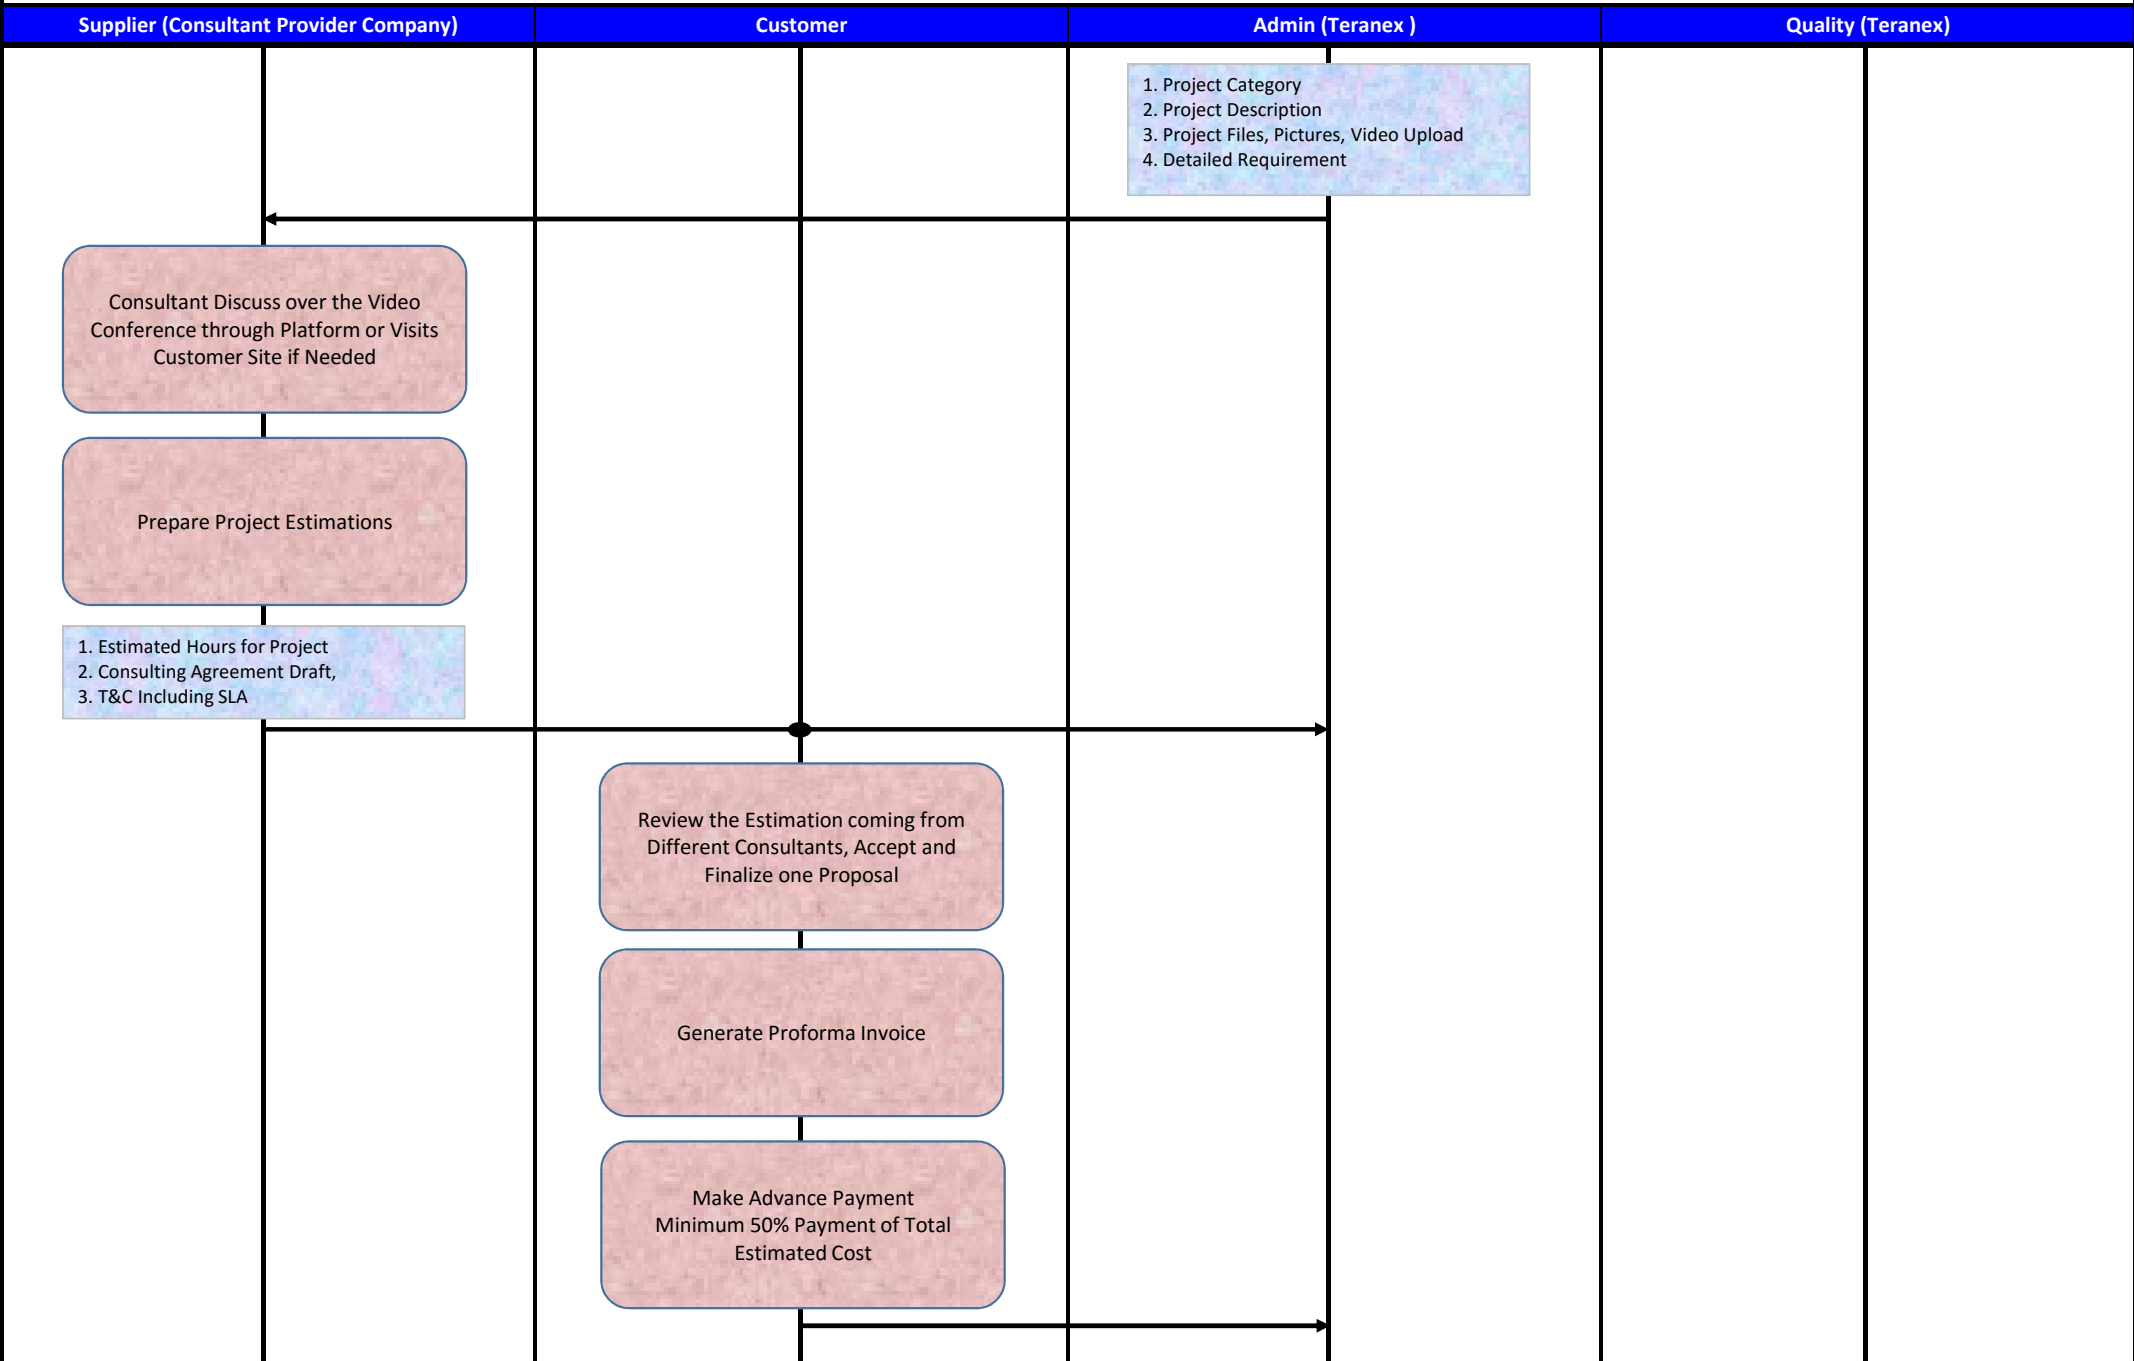 Supplier (Consultant Provider Company)
Customer
Admin (Teranex )
Quality (Teranex)
1. Project Category
2. Project Description
3. Project Files, Pictures, Video Upload
4. Detailed Requirement
Consultant Discuss over the Video
Conference through Platform or Visits
Customer Site if Needed
Prepare Project Estimations
1. Estimated Hours for Project
2. Consulting Agreement Draft,
3. T&C Including SLA
Review the Estimation coming from
Different Consultants, Accept and
Finalize one Proposal
Generate Proforma Invoice
Make Advance Payment
Minimum 50% Payment of Total
Estimated Cost